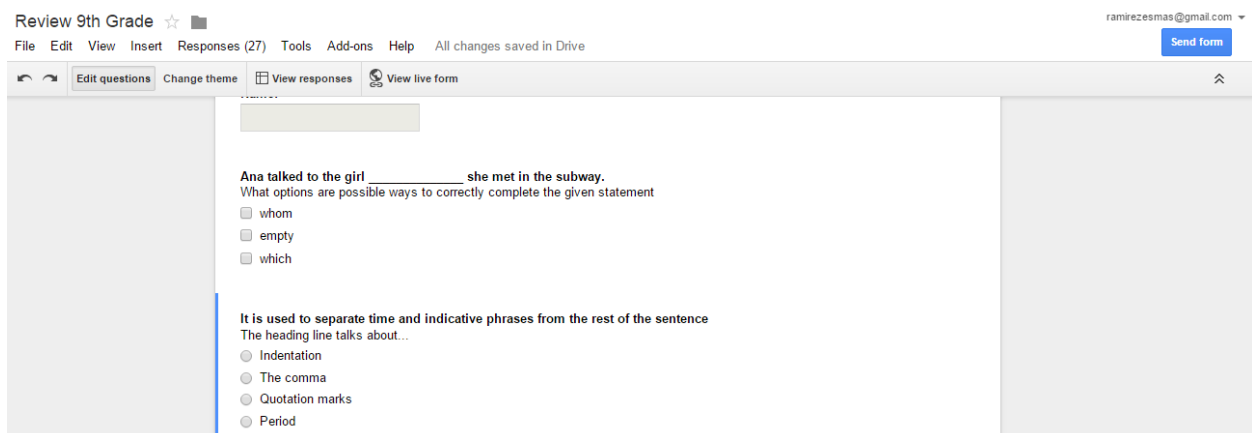 Review 9th Grade
ramirezesmas@gmail.com
File Edit View Insert Responses (27) Tools Add-ons Help All changes saved in Drive
Send form
Edit questions Change theme View responses View live form
Ana talked to the girl ______________ she met in the subway.
What options are possible ways to correctly complete the given statement
whom
empty
which
It is used to separate time and indicative phrases from the rest of the sentence
The heading line talks about...
Indentation
The comma
Quotation marks
Period